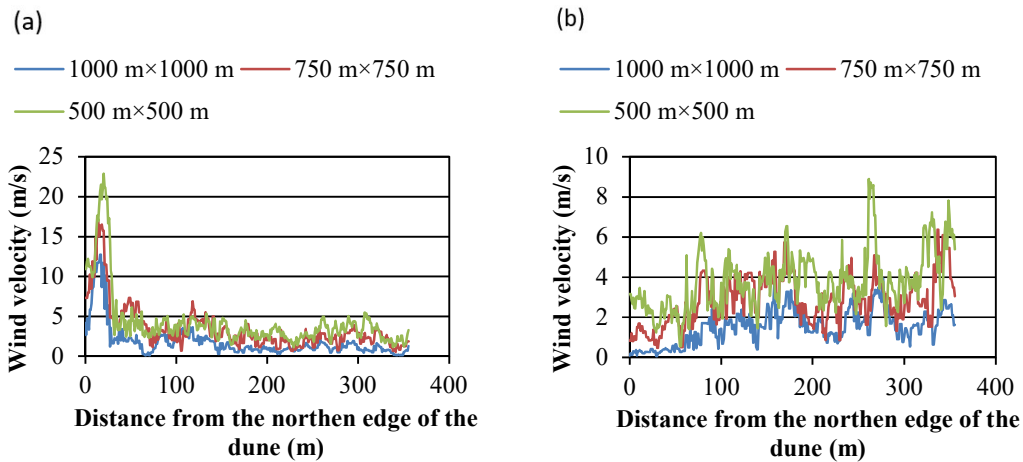 (a)
1000 m×1000 m 750 m×750 m
500 m×500 m
Wind velocity (m/s)
25
20
15
10
5
0
0 100 200 300 400
Distance from the northen edge of the
dune (m)
(b)
1000 m×1000 m 750 m×750 m
500 m×500 m
Wind velocity (m/s)
10
8
6
4
2
0
0 100 200 300 400
Distance from the northen edge of the
dune (m)